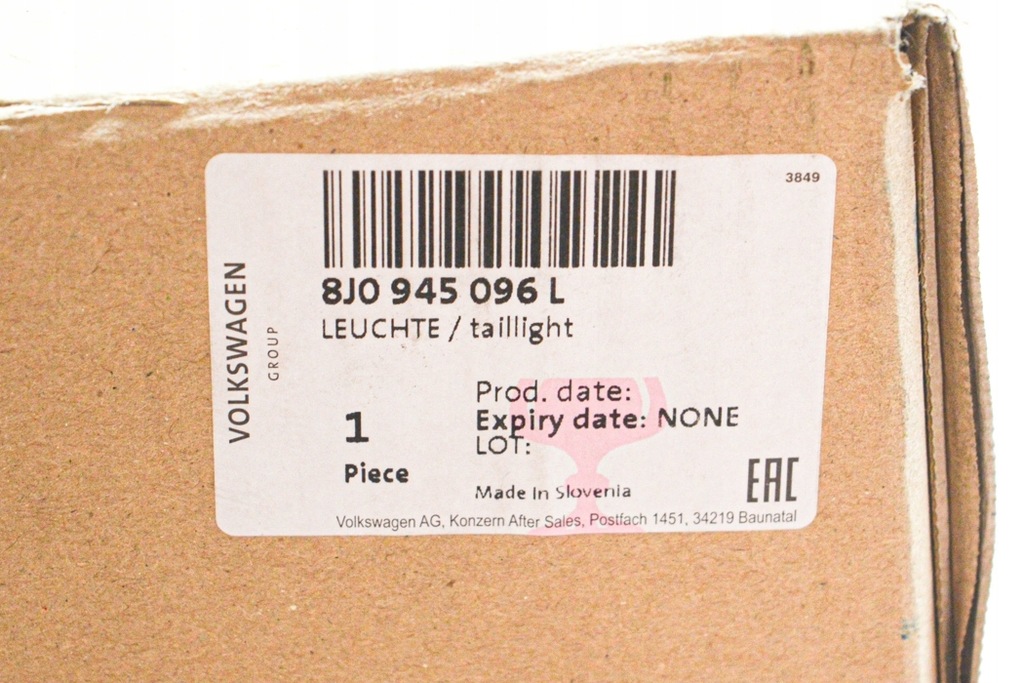 3849
8J0 945 096 L
LEUCHTE / taillight
VOLKSWAGEN
GROUP
1
Piece
Prod. date:
Expiry date: NONE
LOT:
Made In Slovenia
EAC
Volkswagen AG, Konzern After Sales, Postfach 1451, 34219 Baunatal